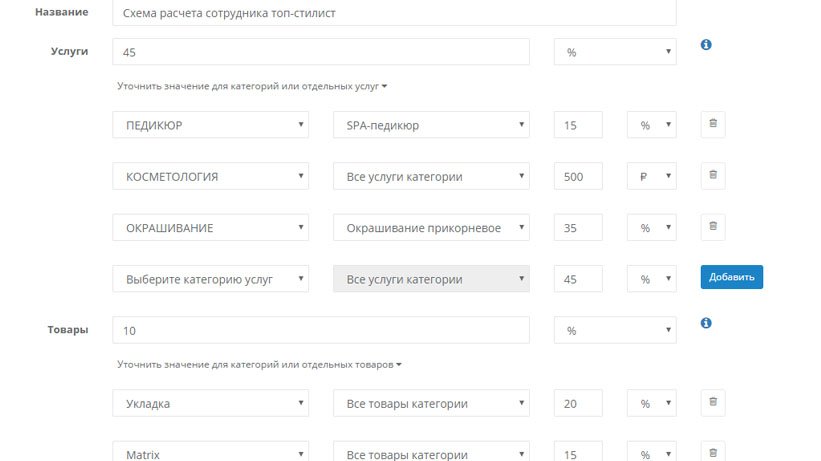 Название Схема расчета сотрудника топ-стилист
Услуги 45 %
Уточнить значение для категорий или отдельных услуг
ПЕДИКЮР SPA-педикюр 15 %
КОСМЕТОЛОГИЯ Все услуги категории 500 ₽
ОКРАШИВАНИЕ Окрашивание прикорневое 35 %
Выберите категорию услуг Все услуги категории 45 % Добавить
Товары 10 %
Уточнить значение для категорий или отдельных товаров
Укладка Все товары категории 20 %
Matrix Все товары категории 15 %